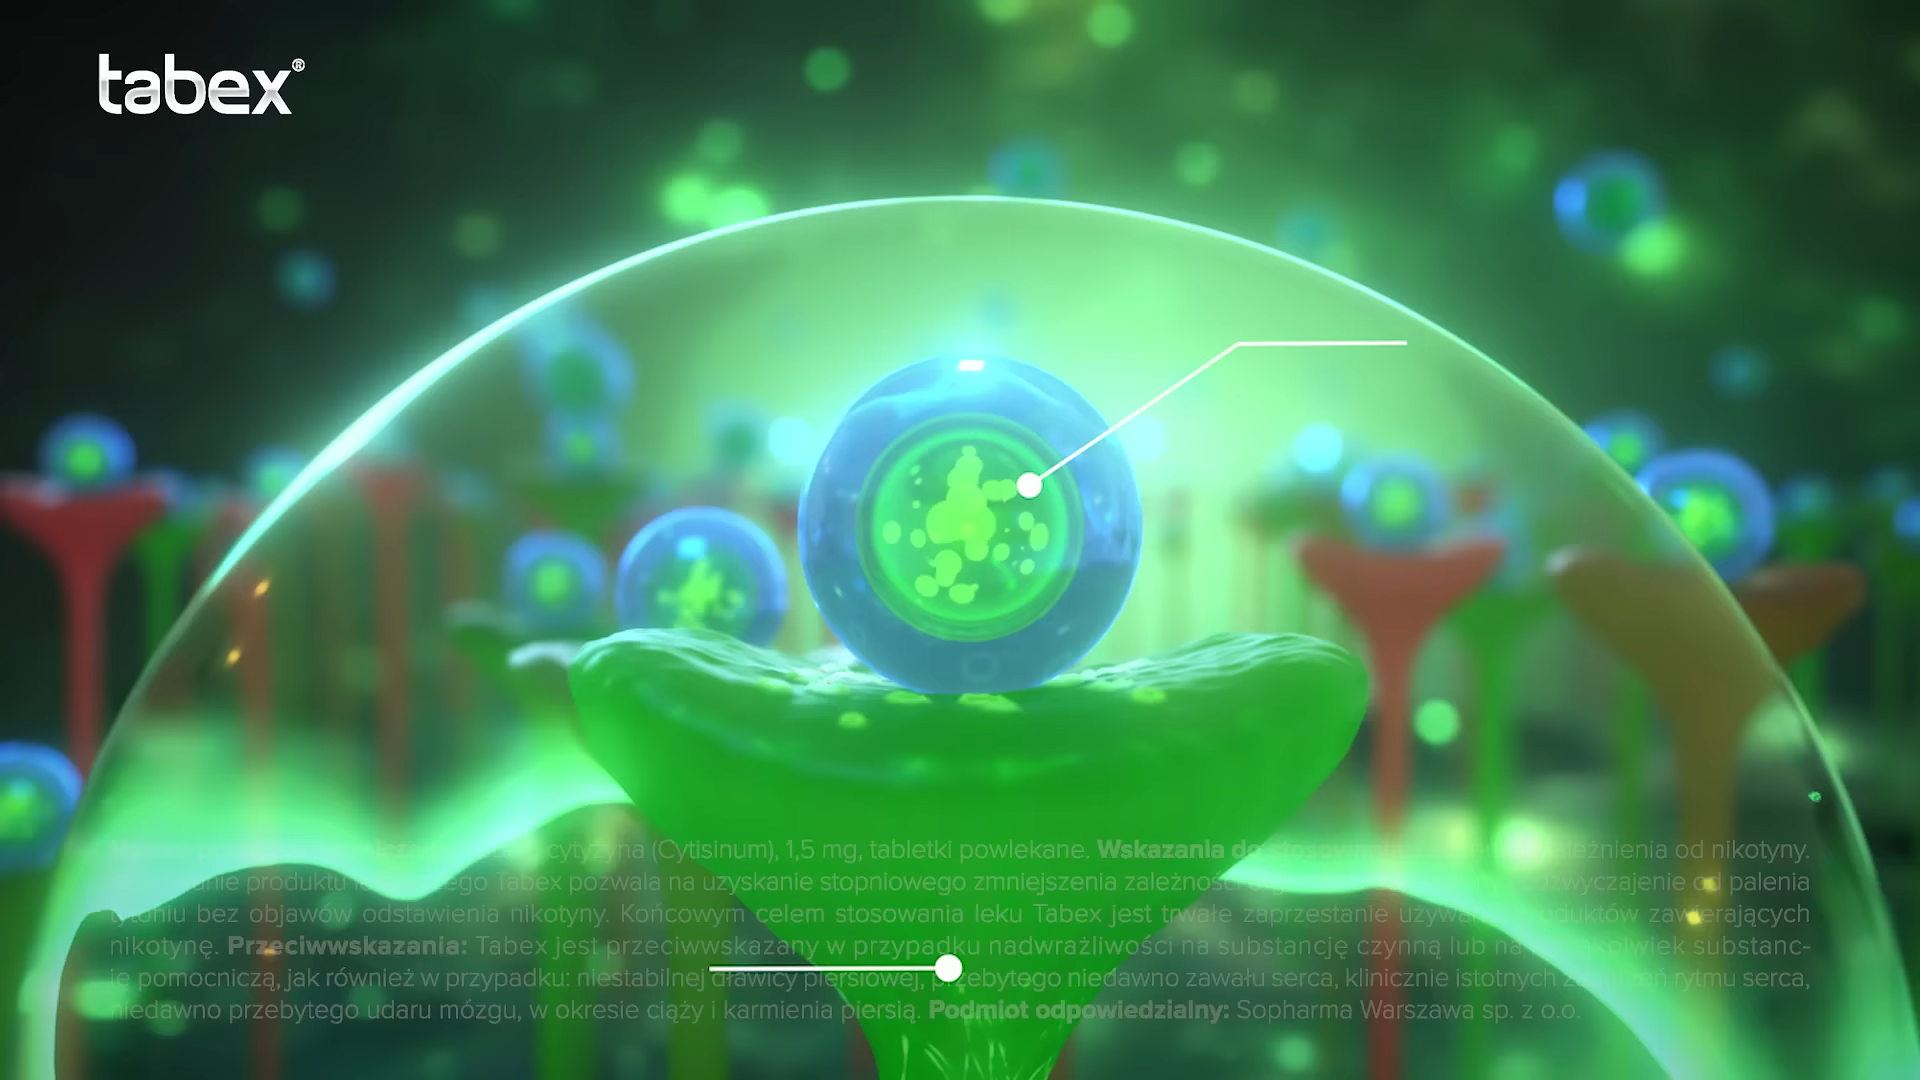 tabex®
cytyzyna (Cytisinum), 1,5 mg, tabletki powlekane. Wskazania do stosowania od nikotyny.
produktu Tabex pozwala na uzyskanie stopniowego zmniejszenia odzwyczajenie od palenia
bez objawów odstawienia nikotyny. Końcowym celem stosowania leku Tabex jest trwałe zaprzestanie używania produktów zawierających
nikotynę. Przeciwwskazania: Tabex jest przeciwwskazany w przypadku nadwrażliwości na substancję czynną lub na substanc-
ję pomocniczą, jak również w przypadku: niestabilnej dławicy piersiowej, przebytego niedawno zawału serca, klinicznie istotnych rytmu serca,
niedawno przebytego udaru mózgu, w okresie ciąży i karmienia piersią. Podmiot odpowiedzialny: Sopharma Warszawa sp. z o.o.